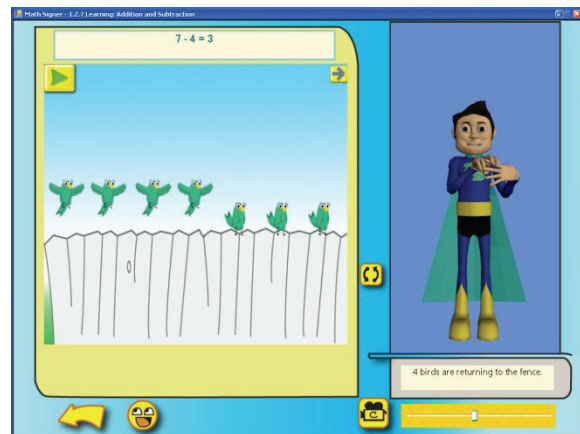 Math Signer - 1.2.7 Learning: Addition and Subtraction
7 - 4 = 3
4 birds are returning to the fence.